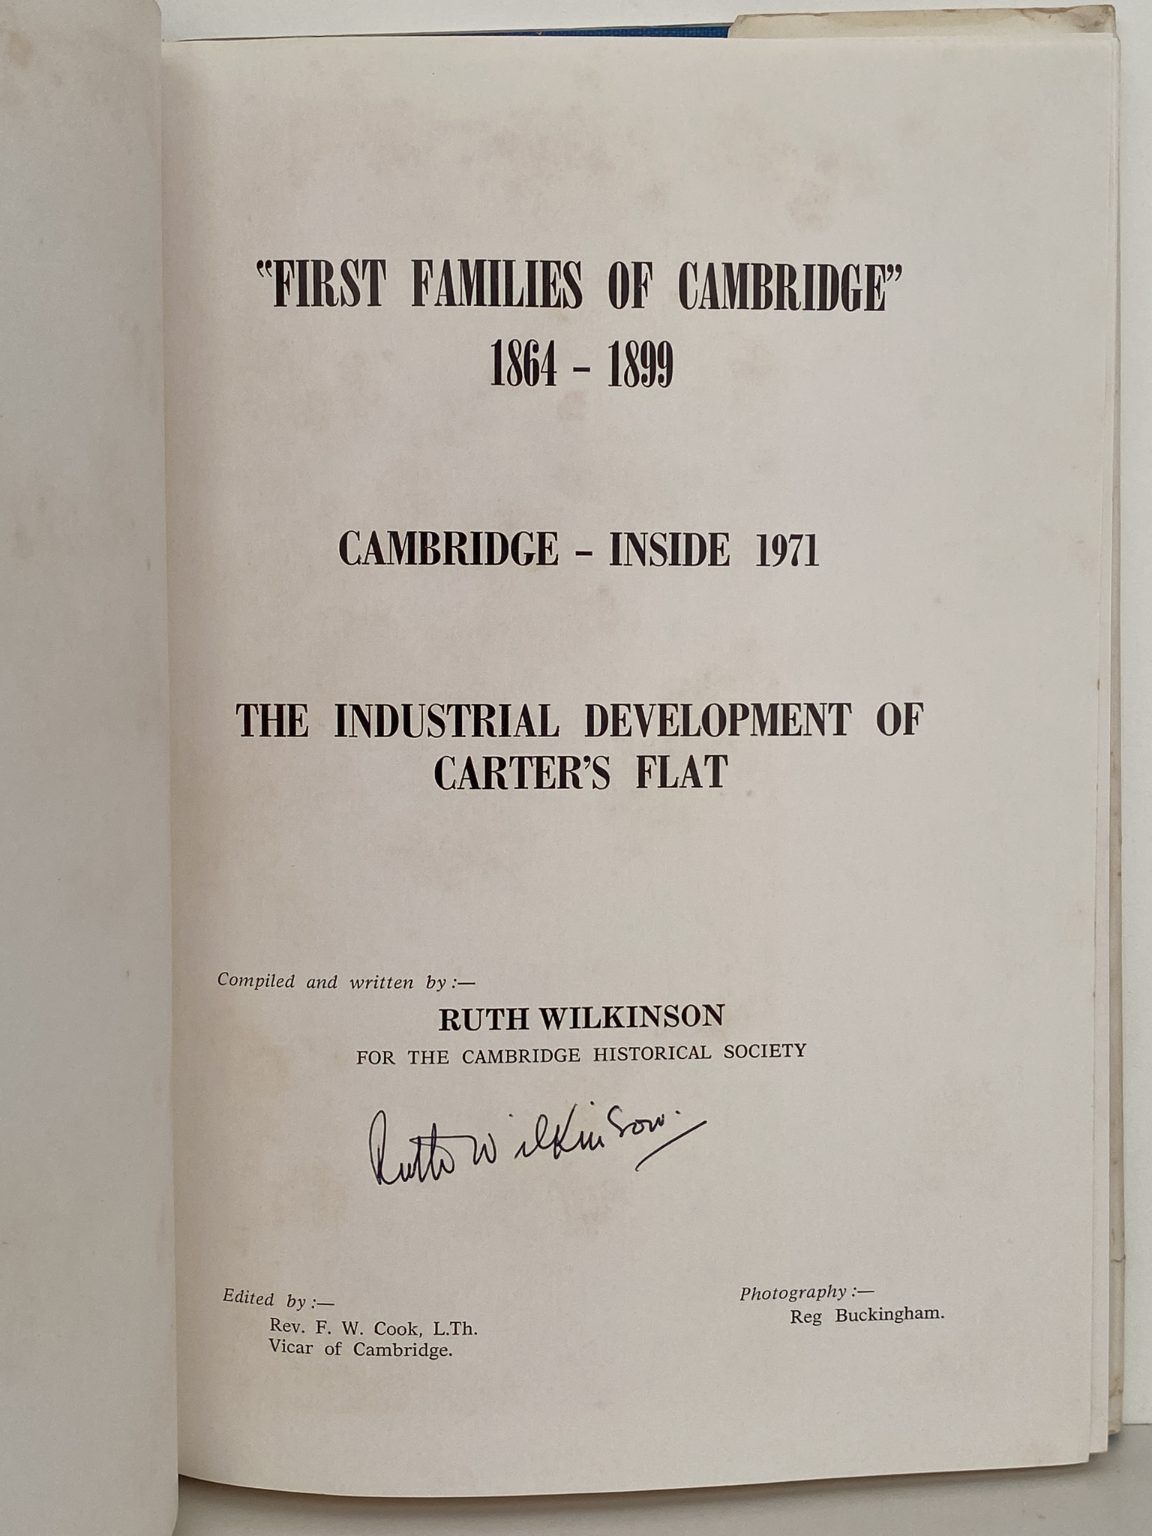 "FIRST FAMILIES OF CAMBRIDGE"
1864 - 1899
CAMBRIDGE - INSIDE 1971
THE INDUSTRIAL DEVELOPMENT OF
CARTER'S FLAT
Compiled and written by :—
RUTH WILKINSON
FOR THE CAMBRIDGE HISTORICAL SOCIETY
Ruth Wilkinson.
Edited by :—
Rev. F. W. Cook, L.Th.
Vicar of Cambridge.
Photography :—
Reg Buckingham.